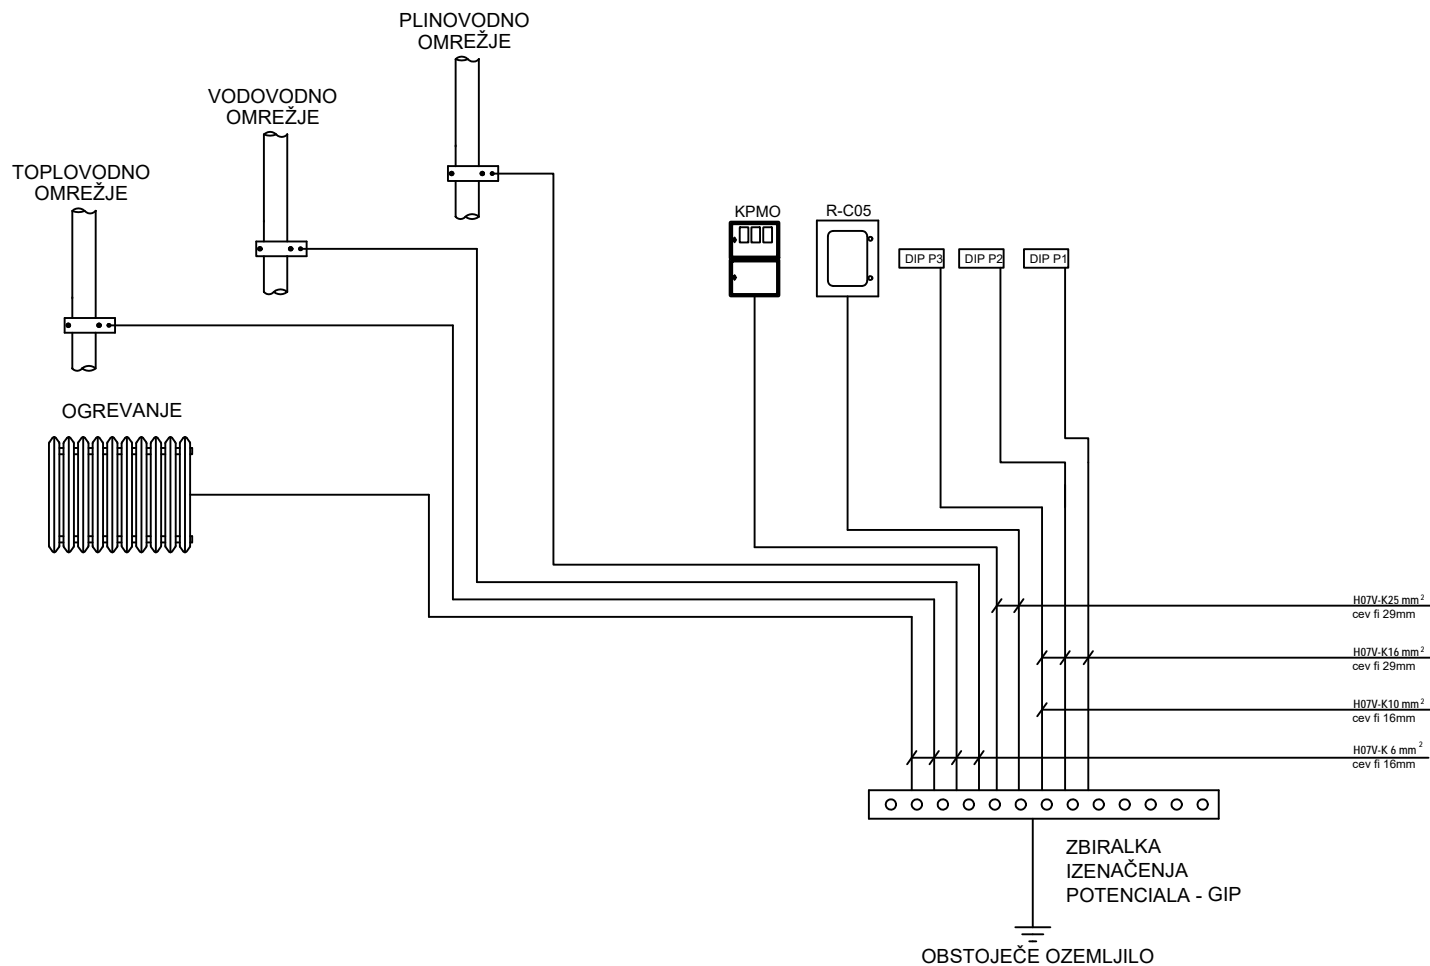 PLINOVODNO
OMREŽJE
VODOVODNO
OMREŽJE
TOPLOVODNO
OMREŽJE
KPMO
R-C05
DIP P3
DIP P2
DIP P1
OGREVANJE
H07V-K25 mm²
cev fi 29mm
H07V-K16 mm²
cev fi 29mm
H07V-K10 mm²
cev fi 16mm
H07V-K 6 mm²
cev fi 16mm
ZBIRALKA
IZENAČENJA
POTENCIALA - GIP
OBSTOJEČE OZEMLJILO